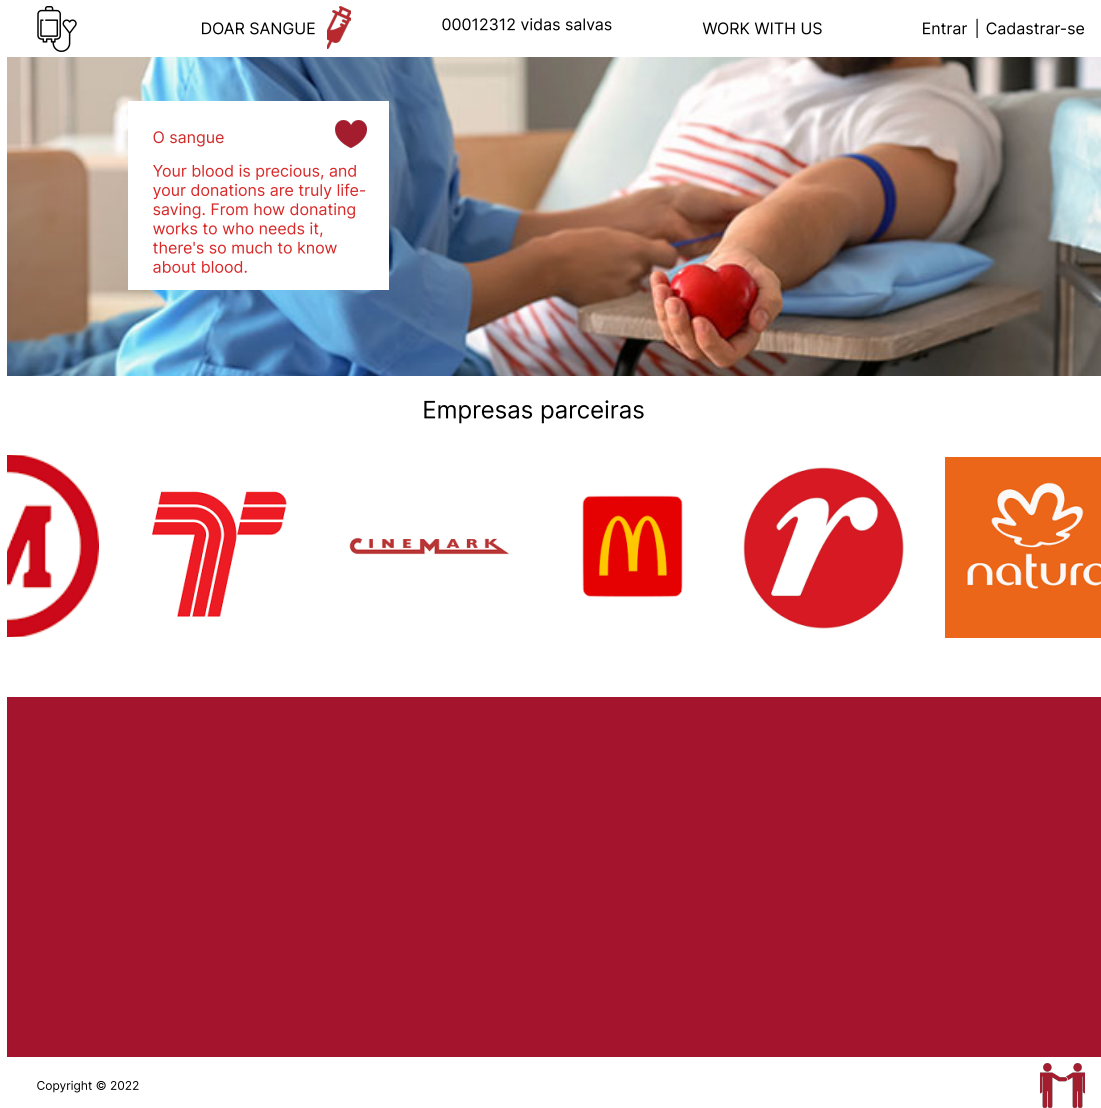 DOAR SANGUE
00012312 vidas salvas
WORK WITH US
Entrar | Cadastrar-se
O sangue
Your blood is precious, and
your donations are truly life-
saving. From how donating
works to who needs it,
there's so much to know
about blood.
Empresas parceiras
M
CINEMARK
r
natura
Copyright © 2022